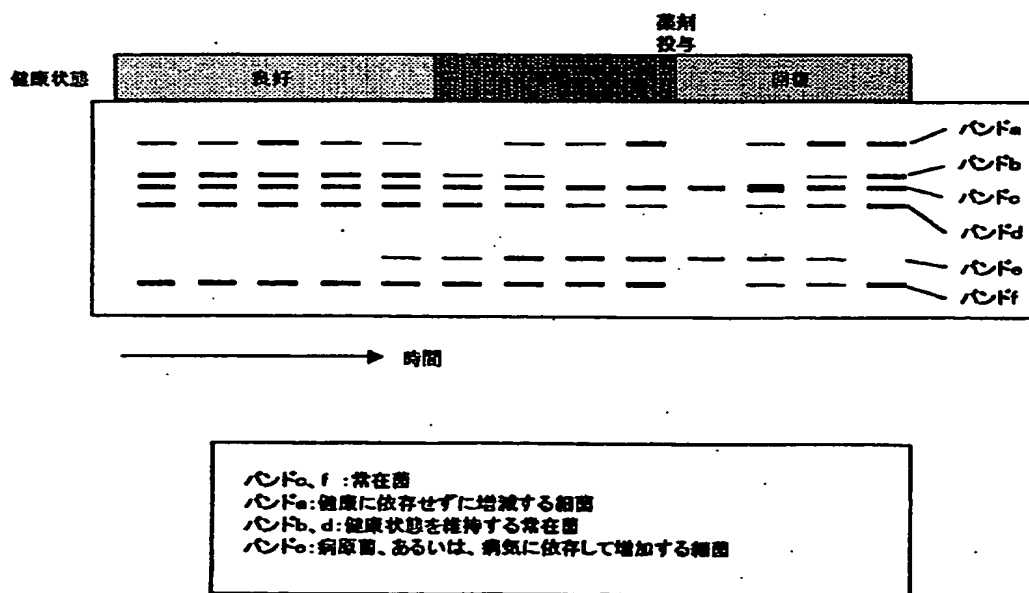 薬剤
投与
健康状態
良好
回復
バンドa
バンドb
バンドc
バンドd
バンドe
バンドf
時間
バンドc、f :常在菌
バンドa:健康に依存せずに増減する細菌
バンドb、d:健康状態を維持する常在菌
バンドe:病原菌、あるいは、病気に依存して増加する細菌